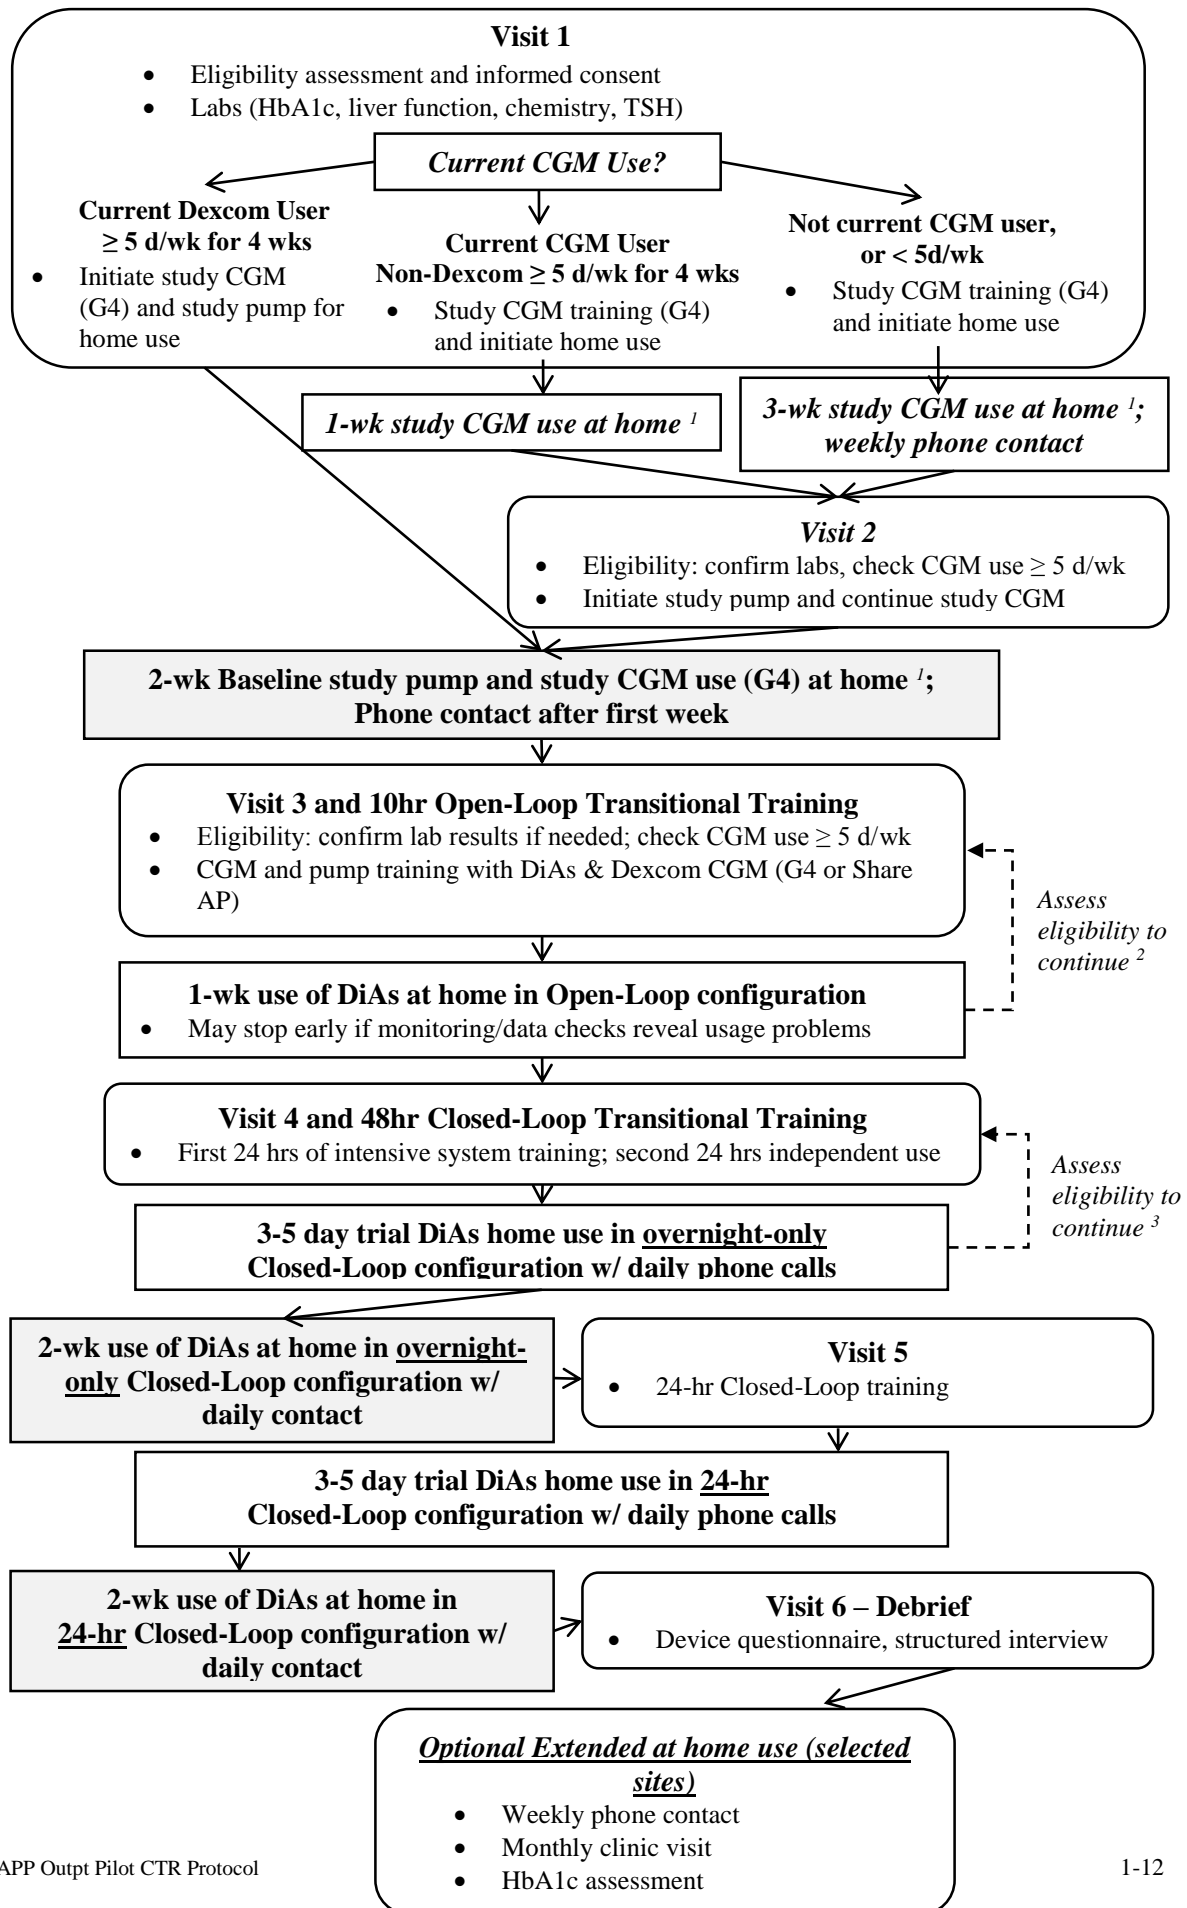 Visit 1
• Eligibility assessment and informed consent
• Labs (HbA1c, liver function, chemistry, TSH)
Current CGM Use?
Current Dexcom User
≥ 5 d/wk for 4 wks
• Initiate study CGM
(G4) and study pump for
home use
Current CGM User
Non-Dexcom ≥ 5 d/wk for 4 wks
• Study CGM training (G4)
and initiate home use
Not current CGM user,
or < 5d/wk
• Study CGM training (G4)
and initiate home use
1-wk study CGM use at home 1
3-wk study CGM use at home 1;
weekly phone contact
Visit 2
• Eligibility: confirm labs, check CGM use ≥ 5 d/wk
• Initiate study pump and continue study CGM
2-wk Baseline study pump and study CGM use (G4) at home 1;
Phone contact after first week
Visit 3 and 10hr Open-Loop Transitional Training
• Eligibility: confirm lab results if needed; check CGM use ≥ 5 d/wk
• CGM and pump training with DiAs & Dexcom CGM (G4 or Share
AP)
Assess
eligibility to
continue 2
1-wk use of DiAs at home in Open-Loop configuration
• May stop early if monitoring/data checks reveal usage problems
Visit 4 and 48hr Closed-Loop Transitional Training
• First 24 hrs of intensive system training; second 24 hrs independent use
Assess
eligibility to
continue 3
3-5 day trial DiAs home use in overnight-only
Closed-Loop configuration w/ daily phone calls
2-wk use of DiAs at home in overnight-
only Closed-Loop configuration w/
daily contact
Visit 5
• 24-hr Closed-Loop training
3-5 day trial DiAs home use in 24-hr
Closed-Loop configuration w/ daily phone calls
2-wk use of DiAs at home in
24-hr Closed-Loop configuration w/
daily contact
Visit 6 – Debrief
• Device questionnaire, structured interview
Optional Extended at home use (selected
sites)
• Weekly phone contact
• Monthly clinic visit
• HbA1c assessment
APP Outpt Pilot CTR Protocol
1-12